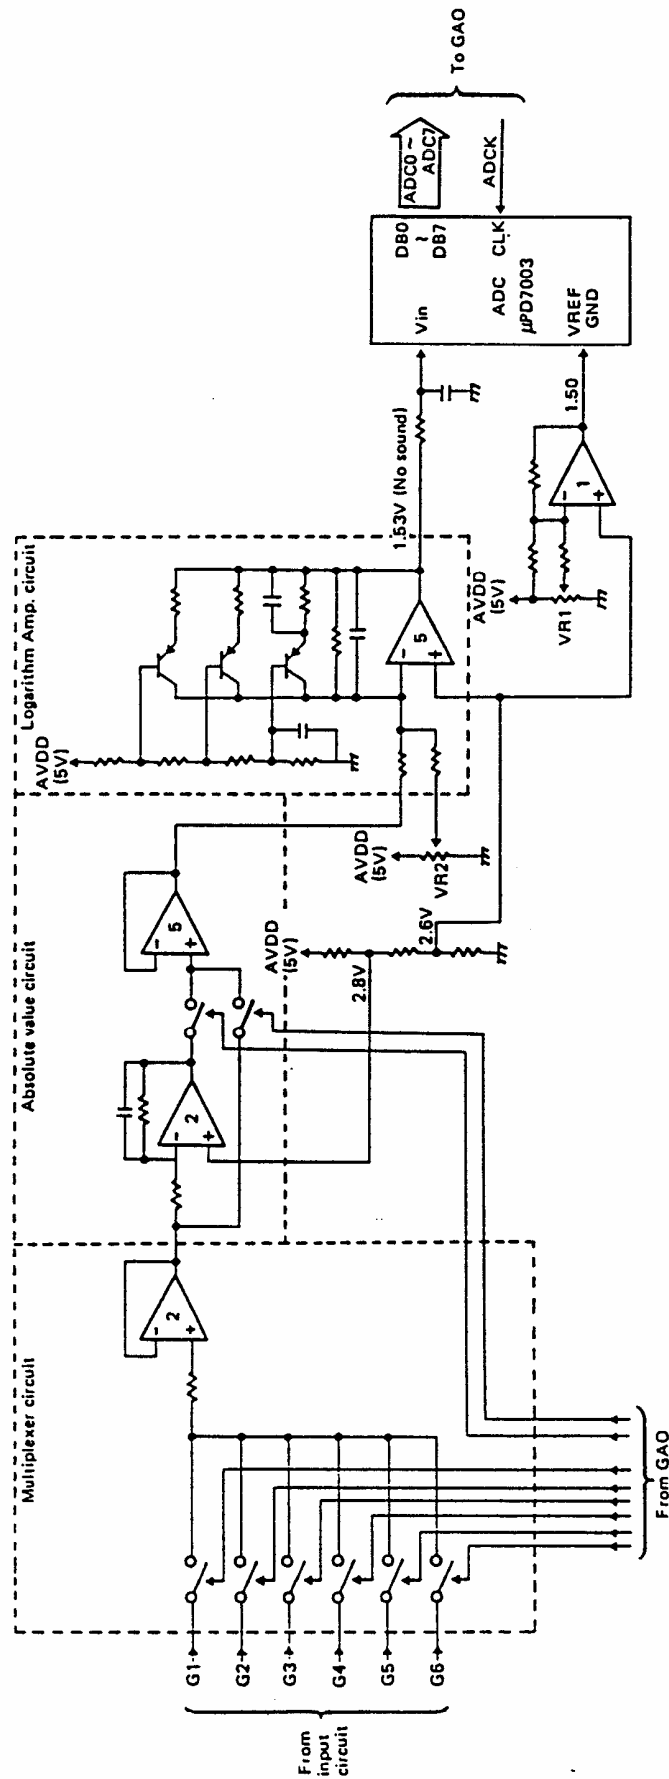 Multiplexer circuit
Absolute value circuit
Logarithm Amp. circuit
From
input
circuit
G1
G2
G3
G4
G5
G6
From GAO
2
2
5
5
1
-
+
-
+
-
+
-
+
-
+
AVDD
(5V)
2.8V
2.6V
AVDD
(5V)
VR2
AVDD
(5V)
1.53V (No sound)
AVDD
(5V)
VR1
1.50
Vin
DB0
~
DB7
ADC
CLK
μPD7003
VREF
GND
ADC0~
ADC7
ADCK
To GAO